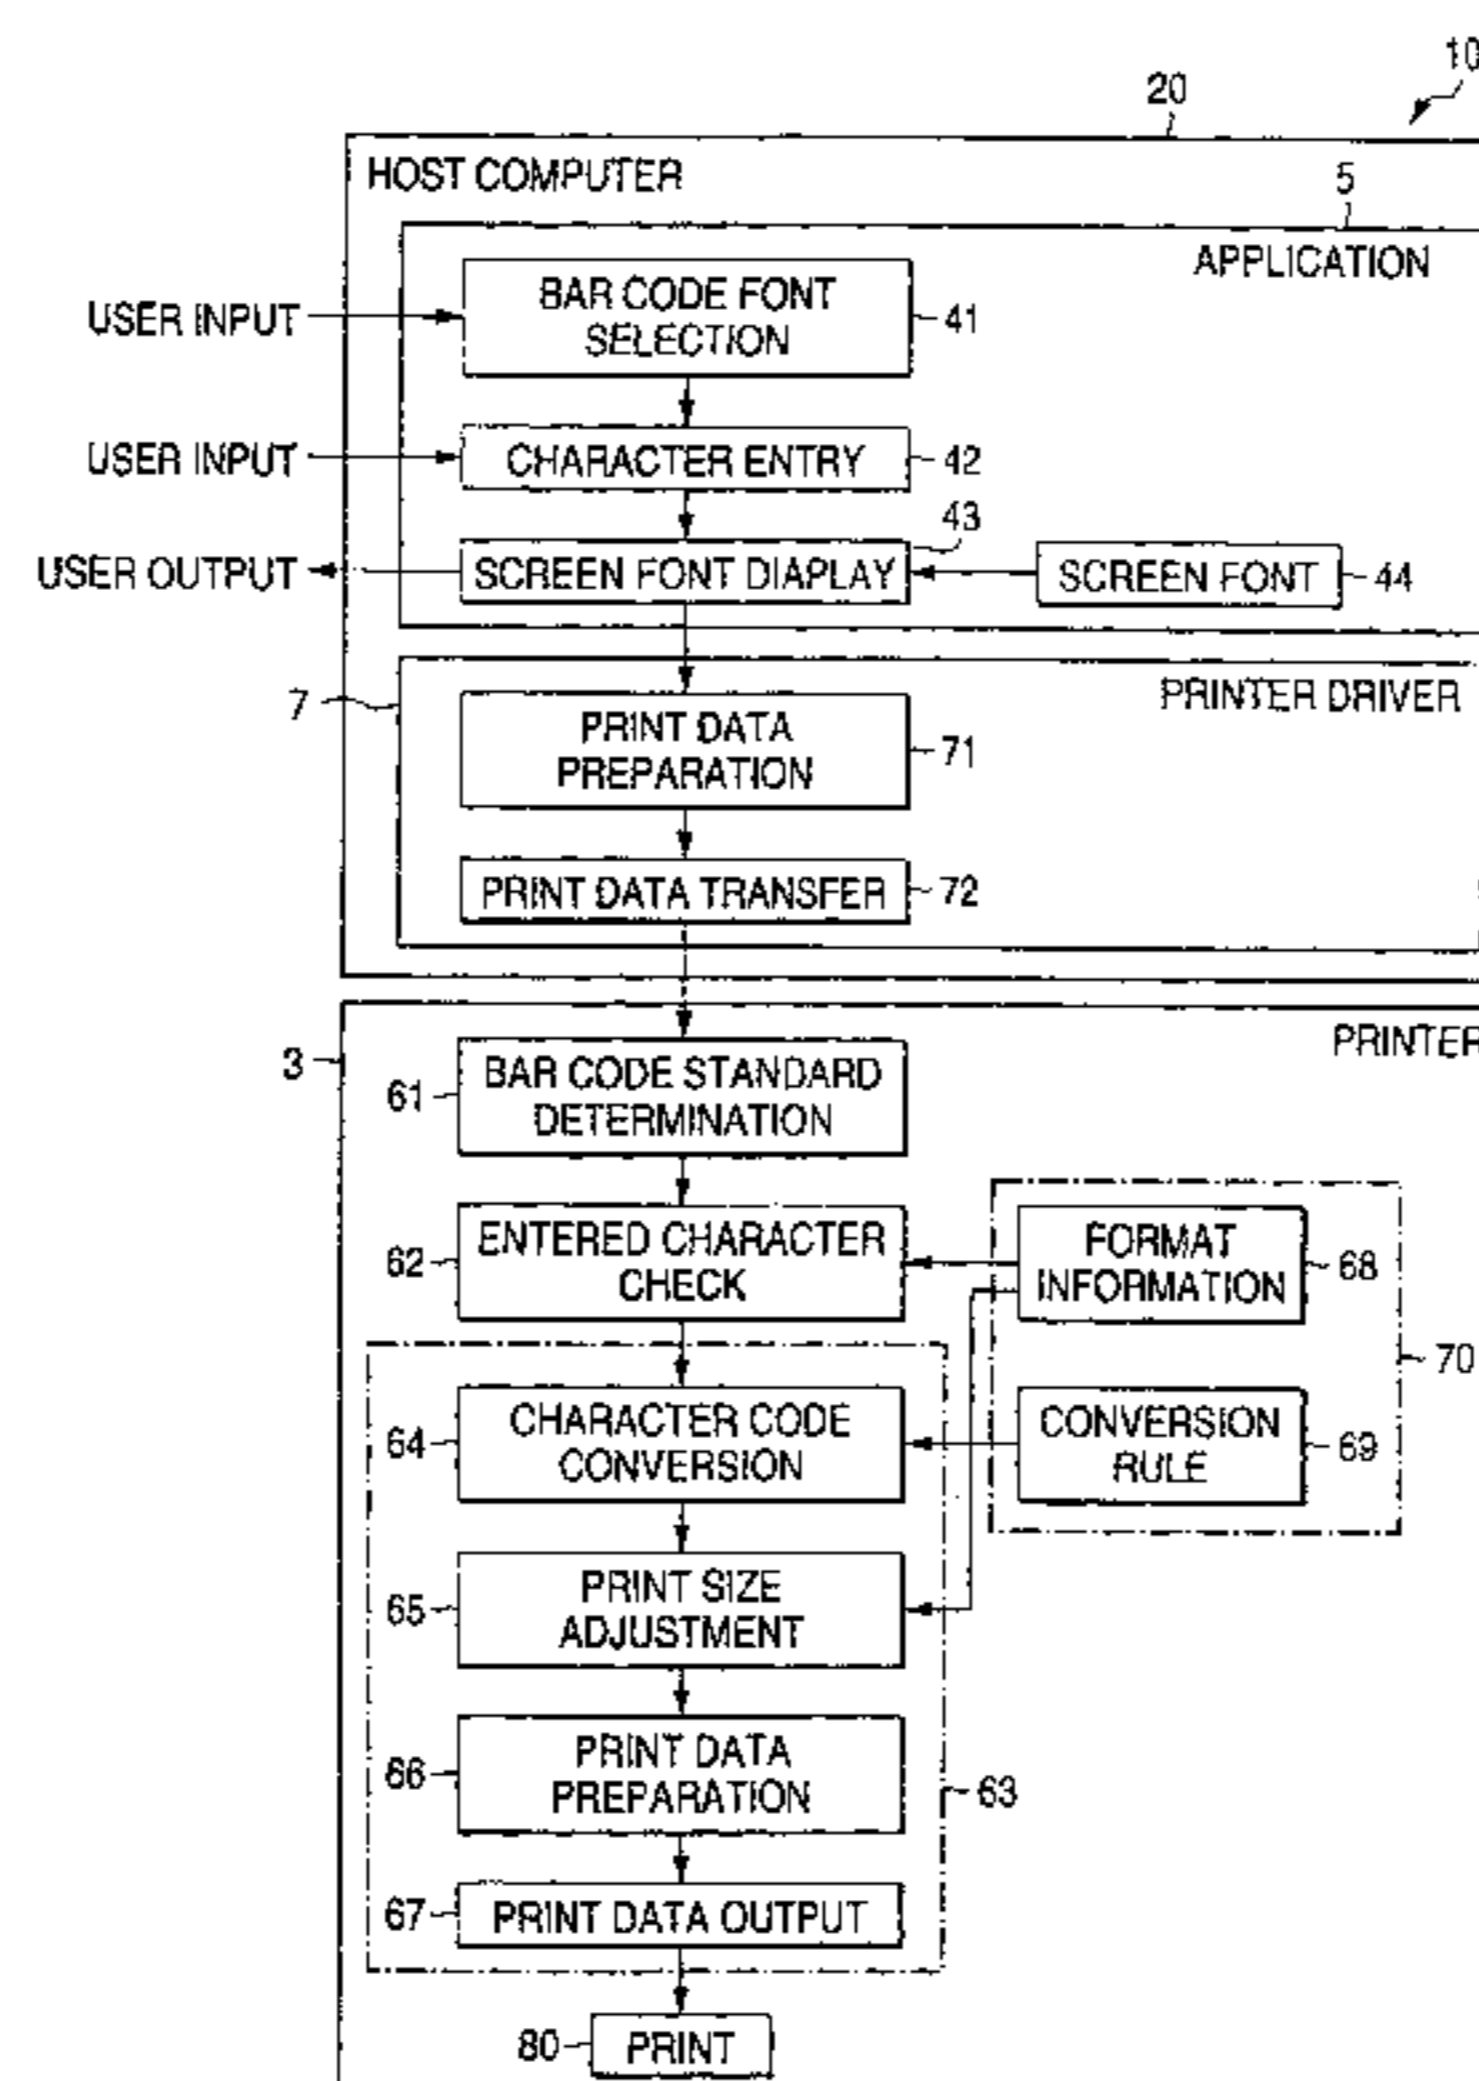 10
20
HOST COMPUTER
5
APPLICATION
USER INPUT
BAR CODE FONT
SELECTION
41
USER INPUT
CHARACTER ENTRY
42
43
USER OUTPUT
SCREEN FONT DIAPLAY
SCREEN FONT
44
7
PRINTER DRIVER
PRINT DATA
PREPARATION
71
PRINT DATA TRANSFER
72
3
PRINTER
61
BAR CODE STANDARD
DETERMINATION
62
ENTERED CHARACTER
CHECK
FORMAT
INFORMATION
68
70
64
CHARACTER CODE
CONVERSION
CONVERSION
RULE
69
65
PRINT SIZE
ADJUSTMENT
66
PRINT DATA
PREPARATION
63
67
PRINT DATA OUTPUT
80
PRINT